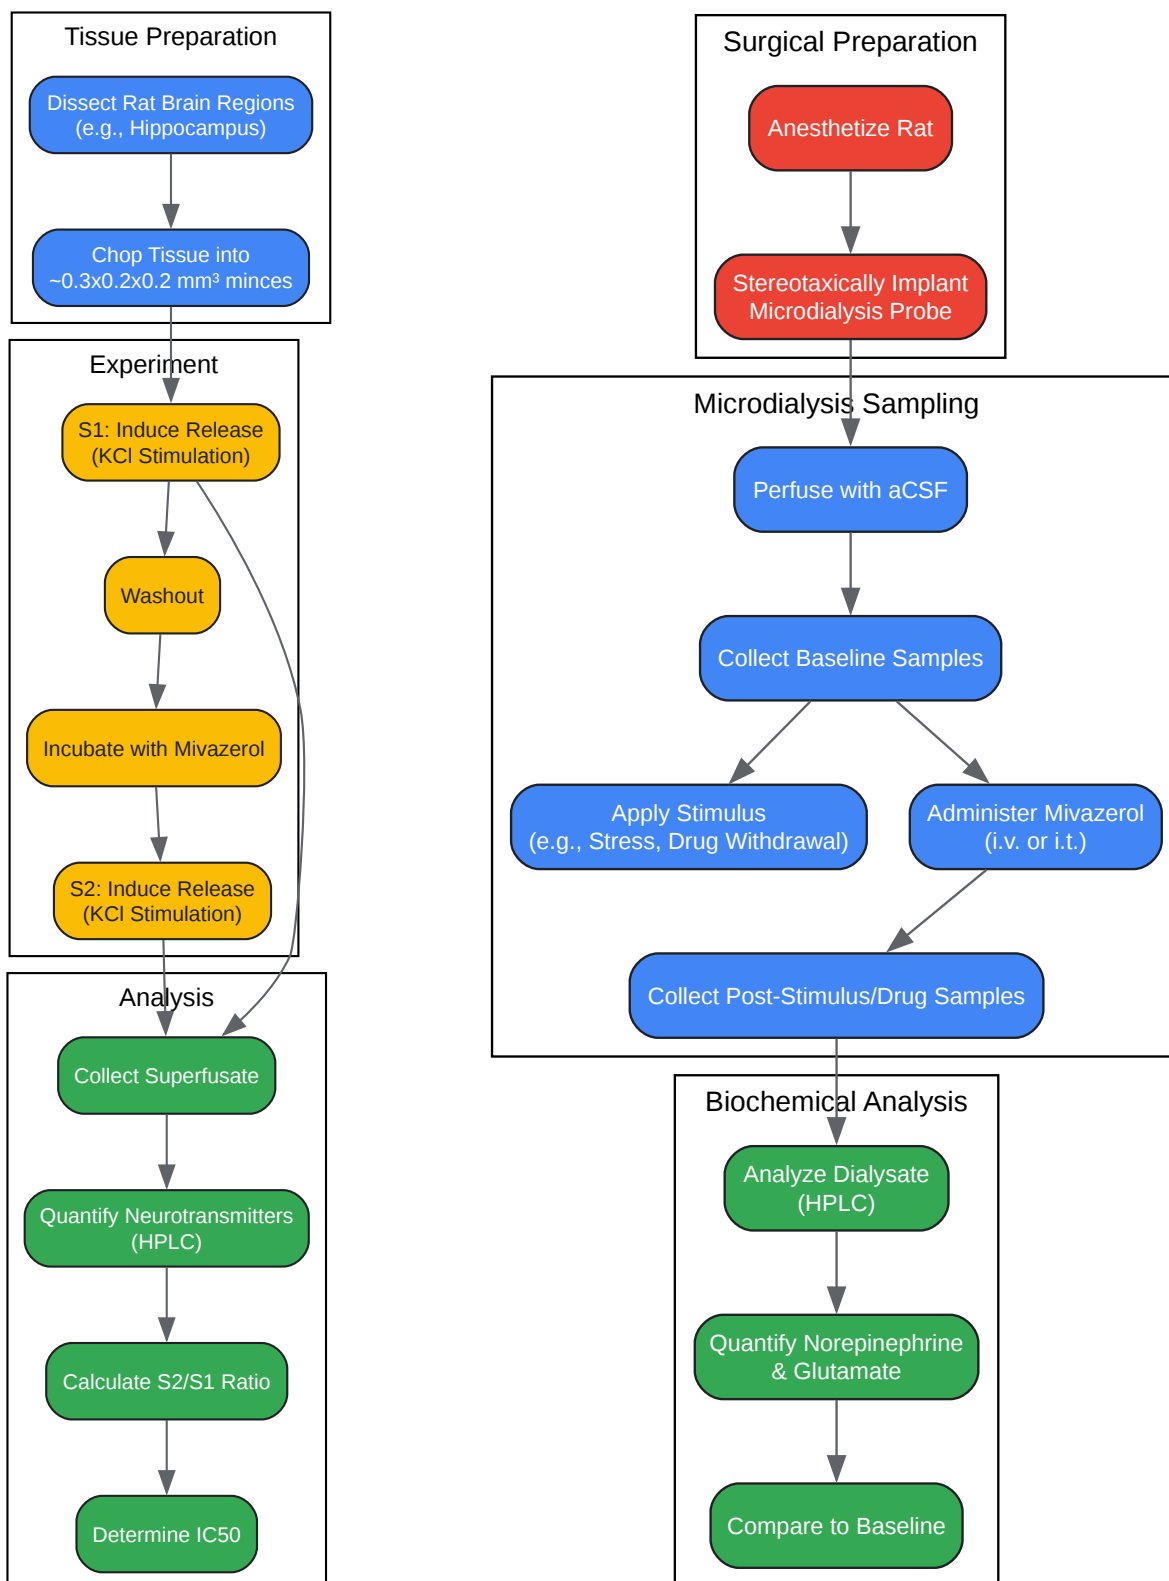 Tissue Preparation
Dissect Rat Brain Regions
(e.g., Hippocampus)
Chop Tissue into
~0.3x0.2x0.2 mm³ minces
Experiment
S1: Induce Release
(KCl Stimulation)
Washout
Incubate with Mivazerol
S2: Induce Release
(KCl Stimulation)
Analysis
Collect Superfusate
Quantify Neurotransmitters
(HPLC)
Calculate S2/S1 Ratio
Determine IC50
Surgical Preparation
Anesthetize Rat
Stereotaxically Implant
Microdialysis Probe
Microdialysis Sampling
Perfuse with aCSF
Collect Baseline Samples
Apply Stimulus
(e.g., Stress, Drug Withdrawal)
Administer Mivazerol
(i.v. or i.t.)
Collect Post-Stimulus/Drug Samples
Biochemical Analysis
Analyze Dialysate
(HPLC)
Quantify Norepinephrine
& Glutamate
Compare to Baseline